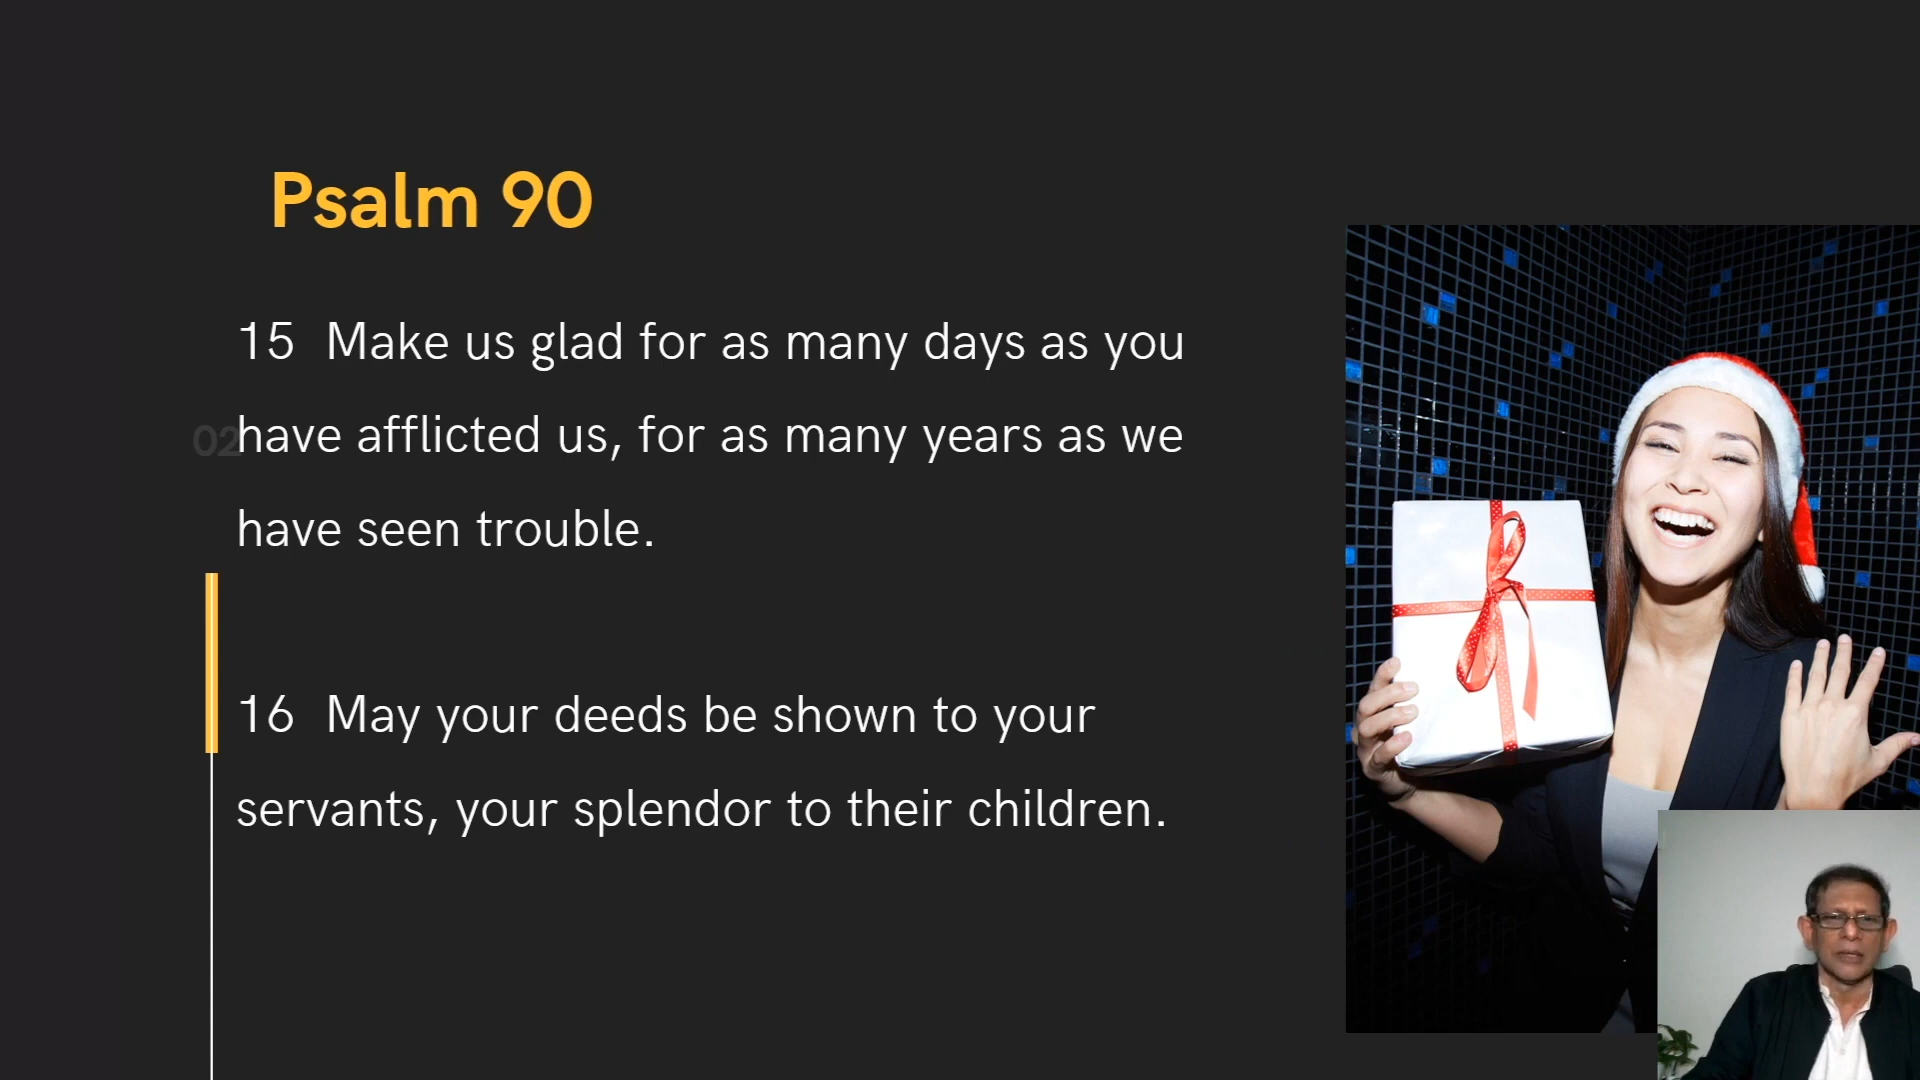 Psalm 90
15 Make us glad for as many days as you
02
have afflicted us, for as many years as we
have seen trouble.
16 May your deeds be shown to your
servants, your splendor to their children.